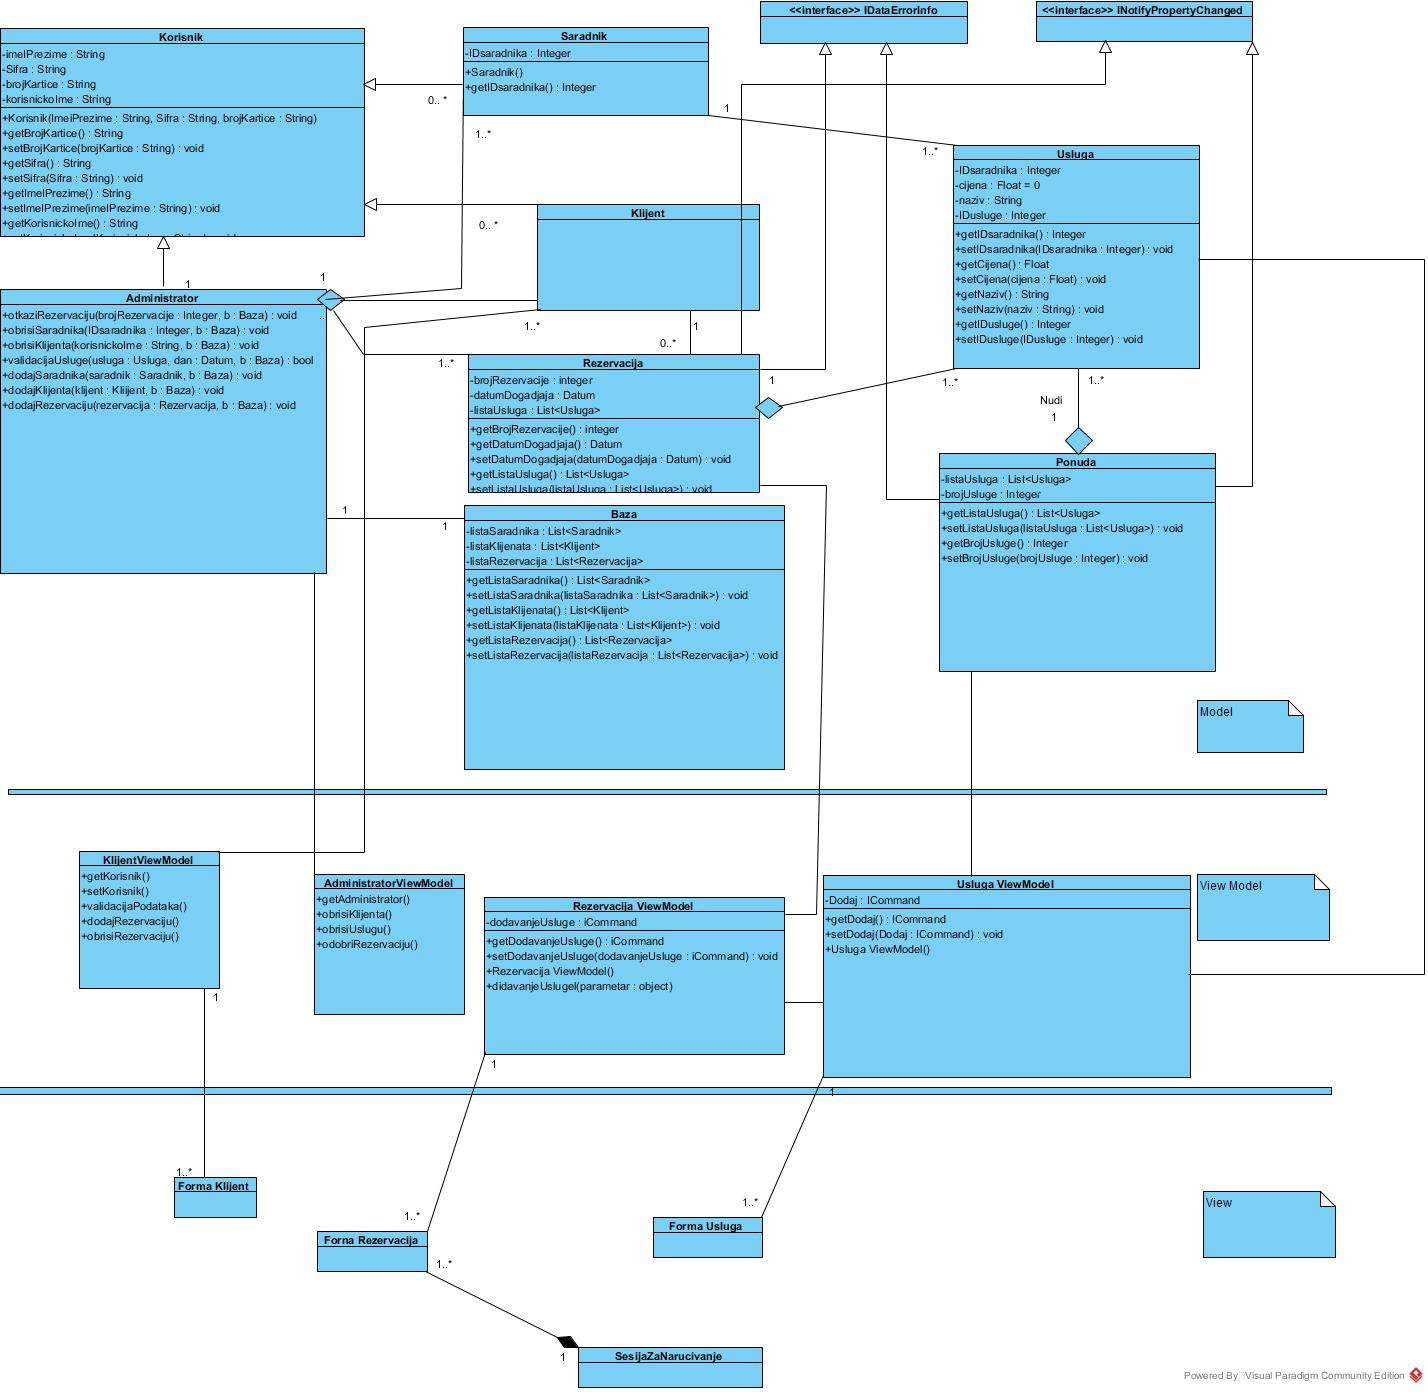 <<interface>> IDataErrorInfo
<<interface>> INotifyPropertyChanged
Korisnik
-imeIPrezime : String
-Sifra : String
-brojKartice : String
-korisnickoIme : String
+Korisnik(ImeiPrezime : String, Sifra : String, brojKartice : String)
+getBrojKartice() : String
+setBrojKartice(brojKartice : String) : void
+getSifra() : String
+setSifra(Sifra : String) : void
+getImeIPrezime() : String
+setImeIPrezime(imeIPrezime : String) : void
+getKorisnickoIme() : String
Saradnik
-IDsaradnika : Integer
+Saradnik()
+getIDsaradnika() : Integer
0.. *
1..*
1
1..*
Usluga
-IDsaradnika : Integer
-cijena : Float = 0
-naziv : String
-IDusluge : Integer
+getIDsaradnika() : Integer
+setIDsaradnika(IDsaradnika : Integer) : void
+getCijena() : Float
+setCijena(cijena : Float) : void
+getNaziv() : String
+setNaziv(naziv : String) : void
+getIDusluge() : Integer
+setIDusluge(IDusluge : Integer) : void
Klijent
0.. *
1
1
Administrator
+otkaziRezervaciju(brojRezervacije : Integer, b : Baza) : void
+obrisiSaradnika(IDsaradnika : Integer, b : Baza) : void
+obrisiKlijenta(korisnickoIme : String, b : Baza) : void
+validacijaUsluge(usluga : Usluga, dan : Datum, b : Baza) : bool
+dodajSaradnika(saradnik : Saradnik, b : Baza) : void
+dodajKlijenta(klijent : Kliijent, b : Baza) : void
+dodajRezervaciju(rezervacija : Rezervacija, b : Baza) : void
..
1..*
1
0..*
1..*
Rezervacija
-brojRezervacije : integer
-datumDogadjaja : Datum
-listaUsluga : List<Usluga>
+getBrojRezervacije() : integer
+getDatumDogadjaja() : Datum
+setDatumDogadjaja(datumDogadjaja : Datum) : void
+getListaUsluga() : List<Usluga>
+setListaUsluga(listaUsluga : List<Usluga>) : void
1
1..*
1..*
Nudi
1
Ponuda
-listaUsluga : List<Usluga>
-brojUsluge : Integer
+getListaUsluga() : List<Usluga>
+setListaUsluga(listaUsluga : List<Usluga>) : void
+getBrojUsluge() : Integer
+setBrojUsluge(brojUsluge : Integer) : void
1
1
Baza
-listaSaradnika : List<Saradnik>
-listaKlijenata : List<Klijent>
-listaRezervacija : List<Rezervacija>
+getListaSaradnika() : List<Saradnik>
+setListaSaradnika(listaSaradnika : List<Saradnik>) : void
+getListaKlijenata() : List<Klijent>
+setListaKlijenata(listaKlijenata : List<Klijent>) : void
+getListaRezervacija() : List<Rezervacija>
+setListaRezervacija(listaRezervacija : List<Rezervacija>) : void
Model
KlijentViewModel
+getKorisnik()
+setKorisnik()
+validacijaPodataka()
+dodajRezervaciju()
+obrisiRezervaciju()
AdministratorViewModel
+getAdministrator()
+obrisiKlijenta()
+obrisiUslugu()
+odobriRezervaciju()
Rezervacija ViewModel
-dodavanjeUsluge : iCommand
+getDodavanjeUsluge() : iCommand
+setDodavanjeUsluge(dodavanjeUsluge : iCommand) : void
+Rezervacija ViewModel()
+didavanjeUslugeI(parametar : object)
Usluga ViewModel
-Dodaj : ICommand
+getDodaj() : ICommand
+setDodaj(Dodaj : ICommand) : void
+Usluga ViewModel()
View Model
1
1
1
1..*
Forma Klijent
1..*
Forna Rezervacija
1..*
1..*
Forma Usluga
View
1
SesijaZaNarucivanje
Powered By Visual Paradigm Community Edition